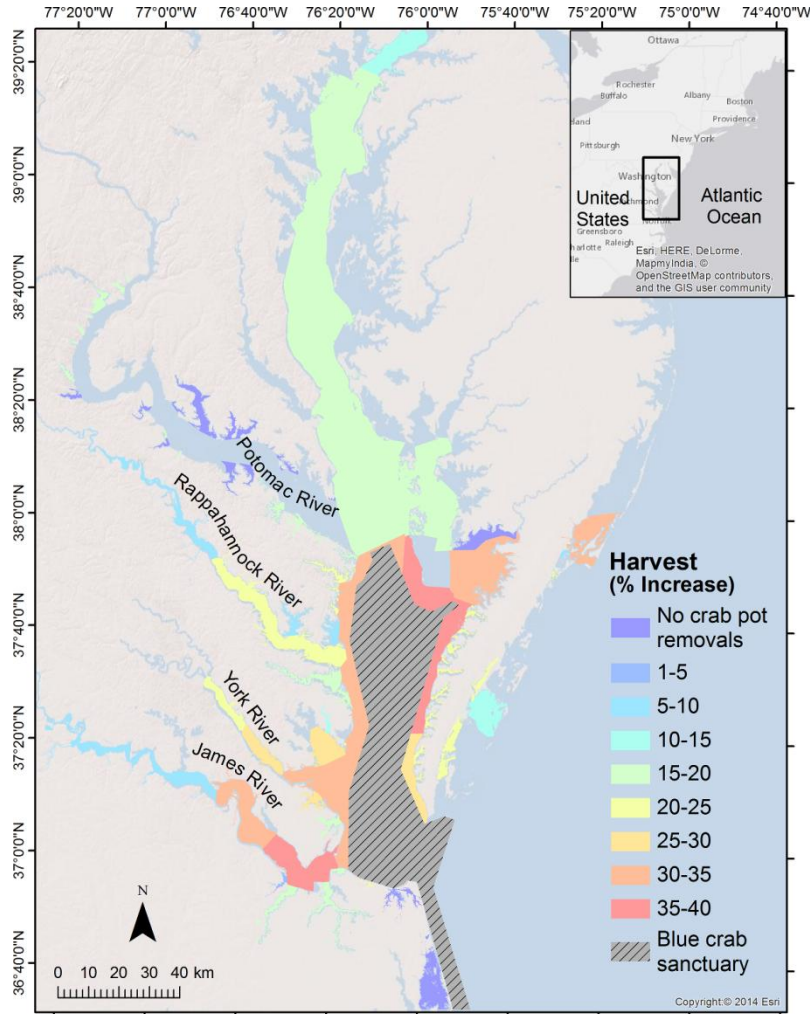 77°20'0"W 77°0'0"W 76°40'0"W 76°20'0"W 76°0'0"W 75°40'0"W 75°20'0"W 75°0'0"W 74°40'0"W
39°20'0"N
39°0'0"N
38°40'0"N
38°20'0"N
38°0'0"N
37°40'0"N
37°20'0"N
37°0'0"N
36°40'0"N
Ottawa
Rochester
Buffalo
Albany
Boston
Providence
eland
Pittsburgh
New York
Washington
United
States
Richmond
Norfolk
Atlantic
Ocean
Greensboro
Raleigh
harlotte
lle
Esri, HERE, DeLorme,
MapmyIndia, ©
OpenStreetMap contributors,
and the GIS user community
Potomac River
Rappahannock River
York River
James River
Harvest
(% Increase)
No crab pot
removals
1-5
5-10
10-15
15-20
20-25
25-30
30-35
35-40
Blue crab
sanctuary
N
0 10 20 30 40 km
Copyright:© 2014 Esri